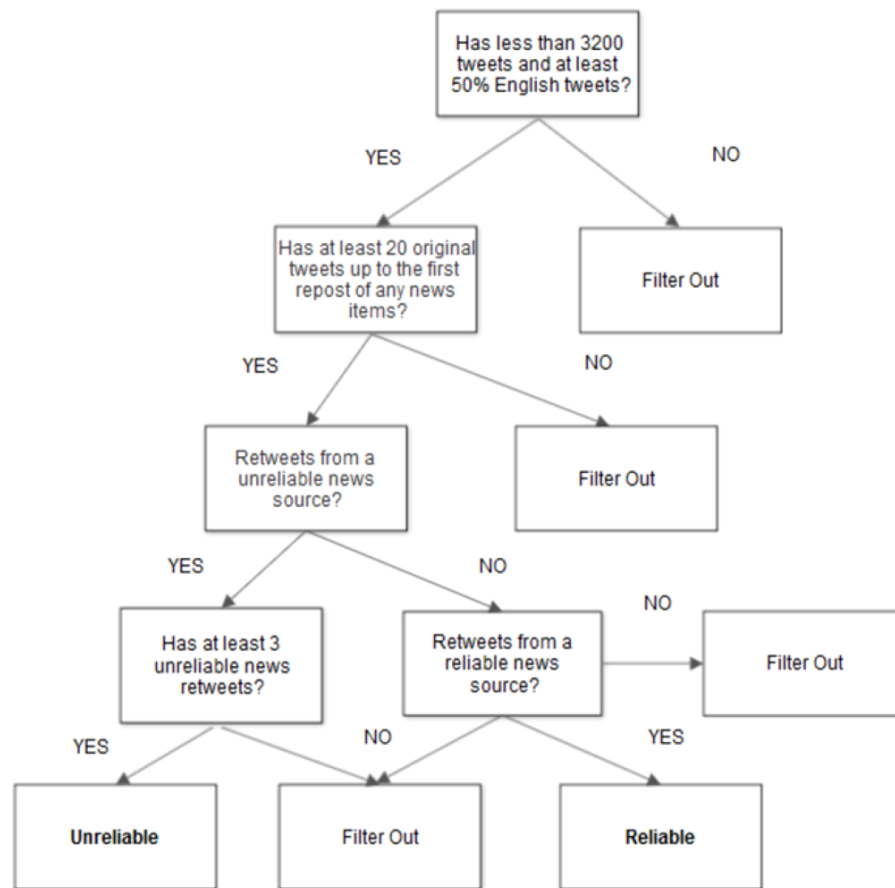 Has less than 3200
tweets and at least
50% English tweets?
YES
NO
Has at least 20 original
tweets up to the first
repost of any news
items?
Filter Out
YES
NO
Retweets from a
unreliable news
source?
Filter Out
YES
NO
NO
Has at least 3
unreliable news
retweets?
Retweets from a
reliable news
source?
Filter Out
YES
NO
YES
Unreliable
Filter Out
Reliable